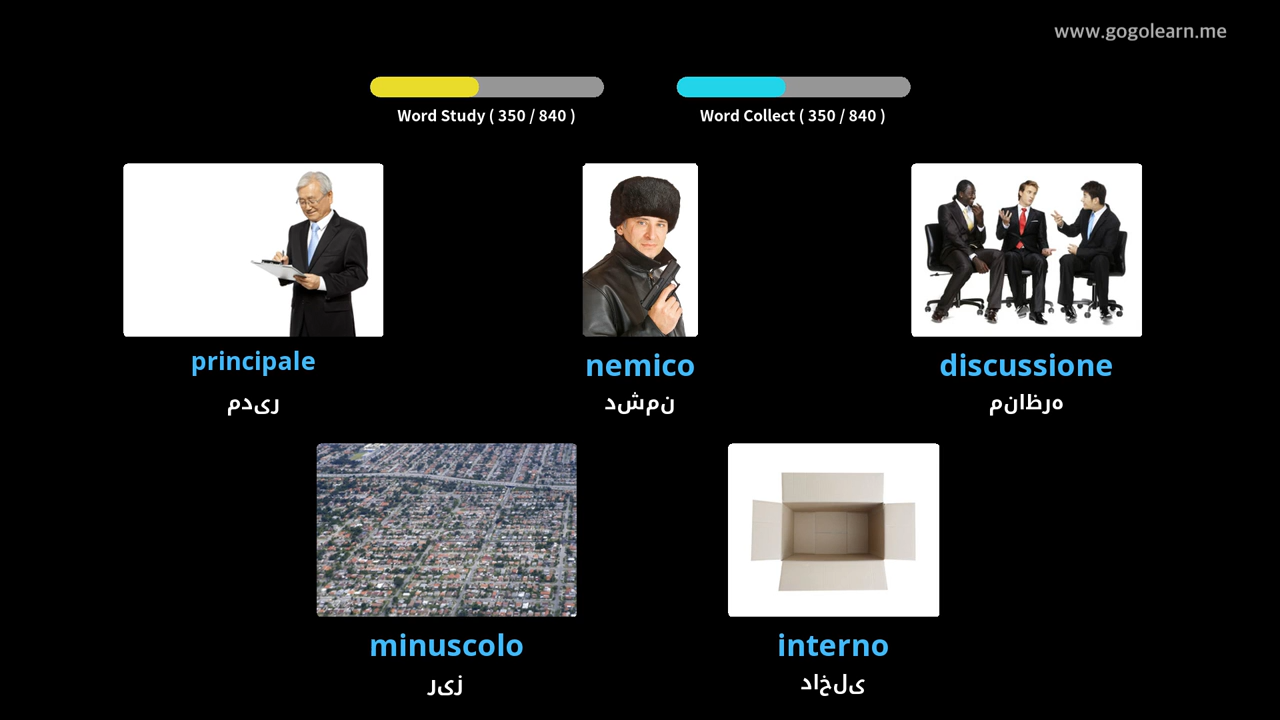 www.gogolearn.me
Word Study ( 350 / 840 )
Word Collect ( 350 / 840 )
principale
ریدم
nemico
نمشد
discussione
هرظانم
minuscolo
زیر
interno
یلخاد